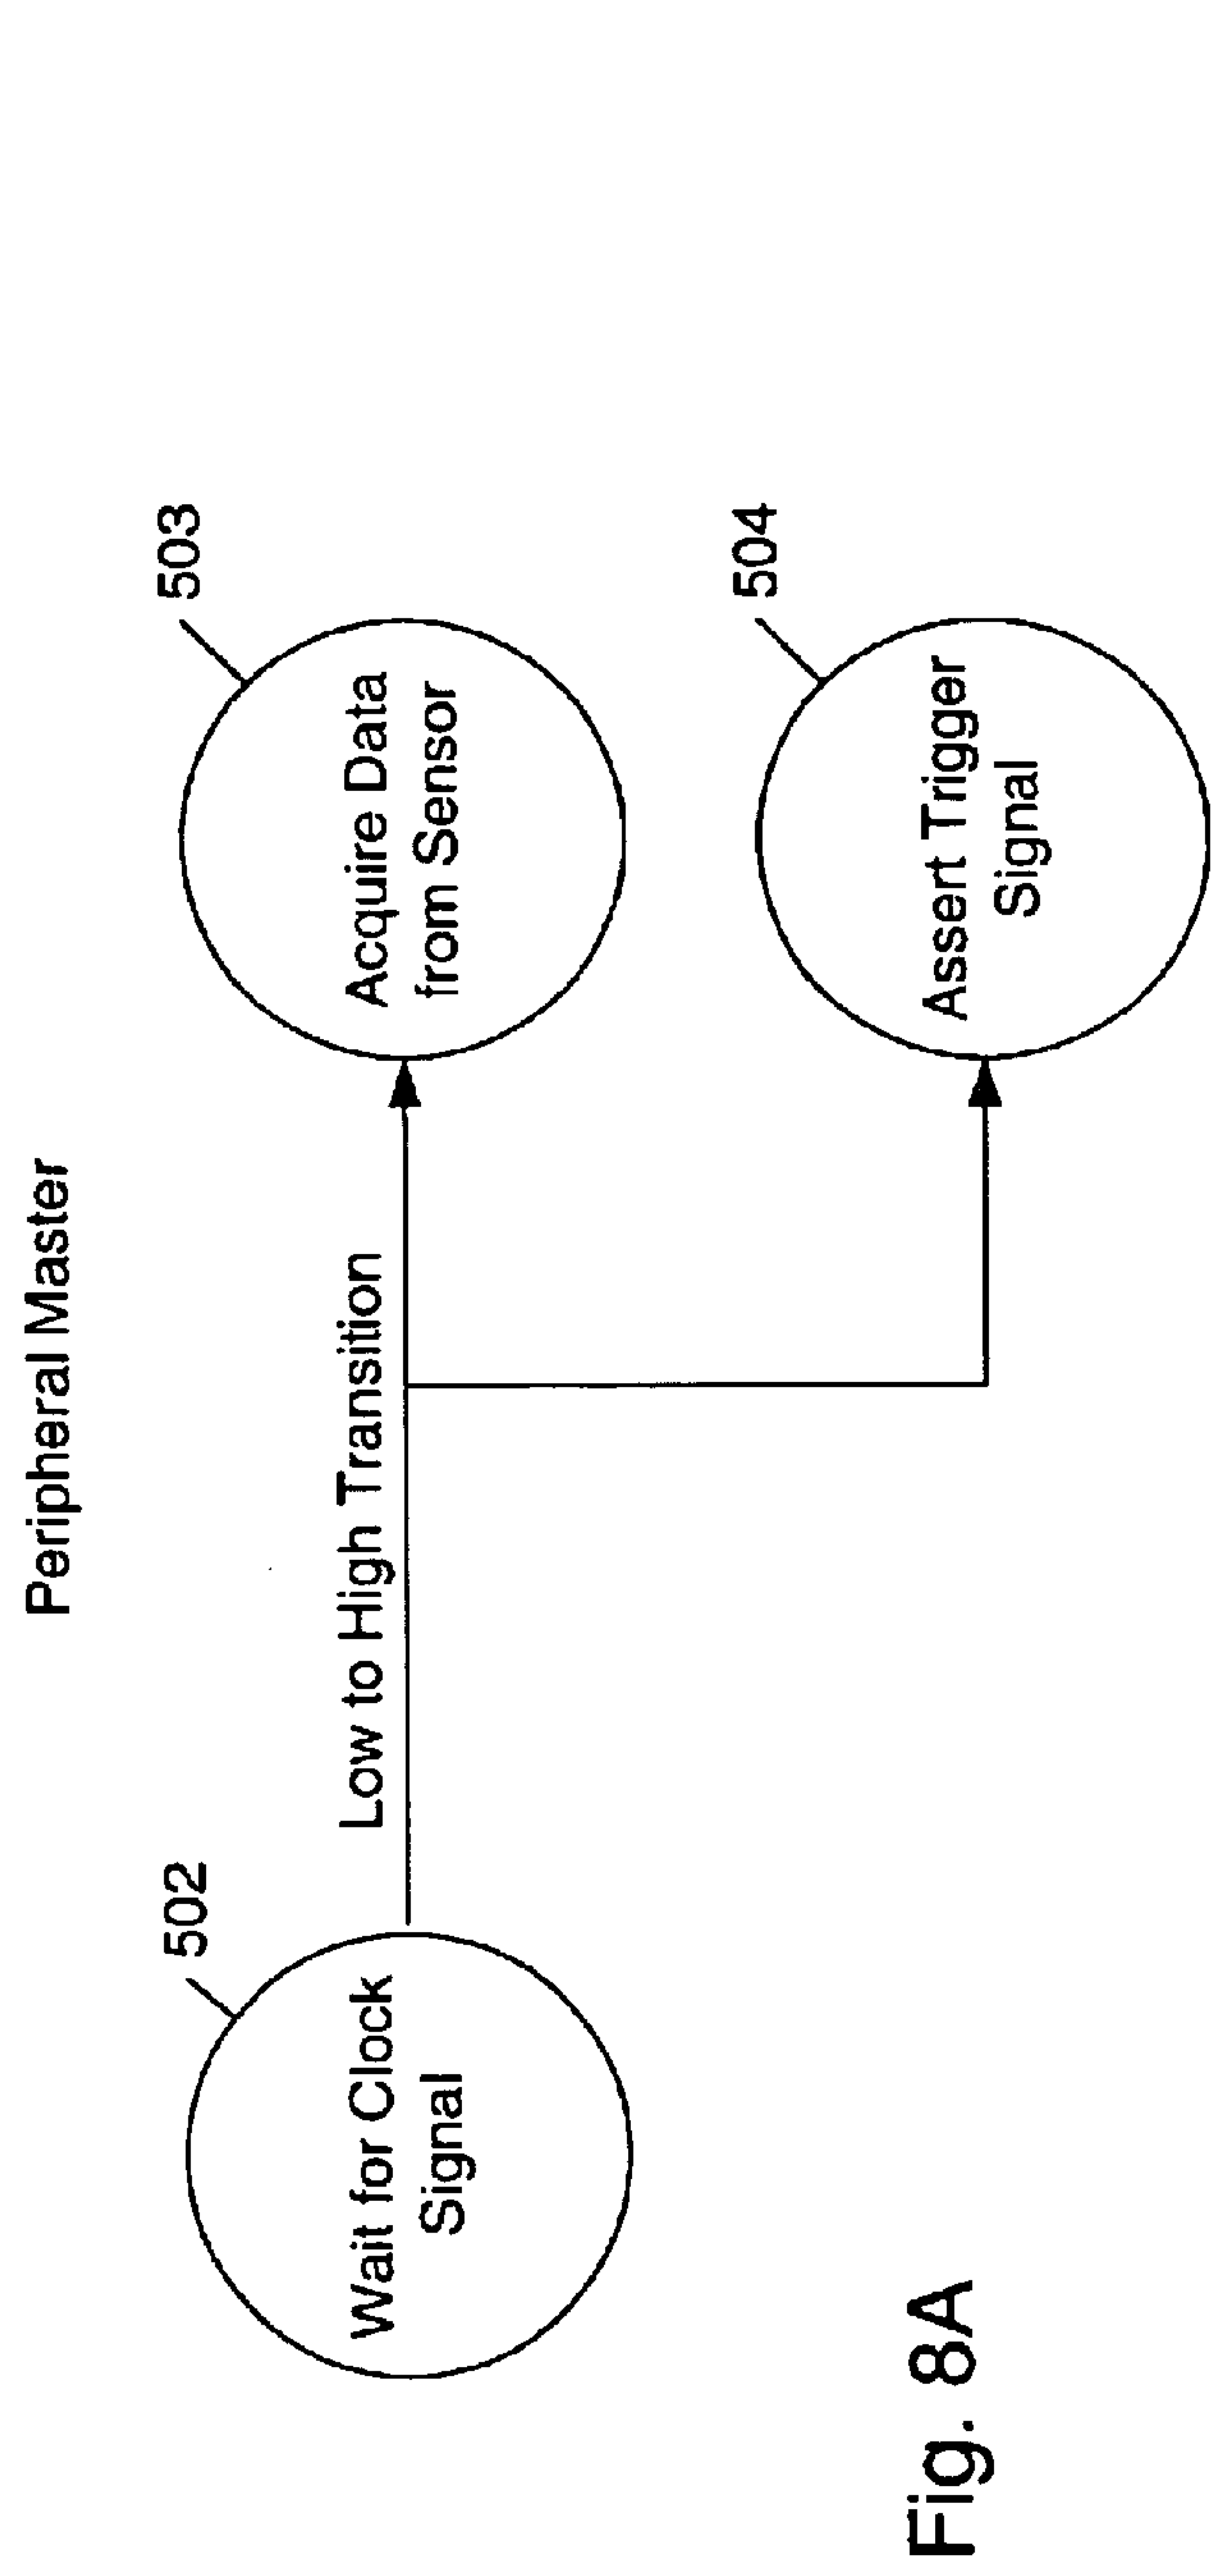 Peripheral Master
502
Wait for Clock
Signal
Low to High Transition
503
Acquire Data
from Sensor
504
Assert Trigger
Signal
Fig. 8A